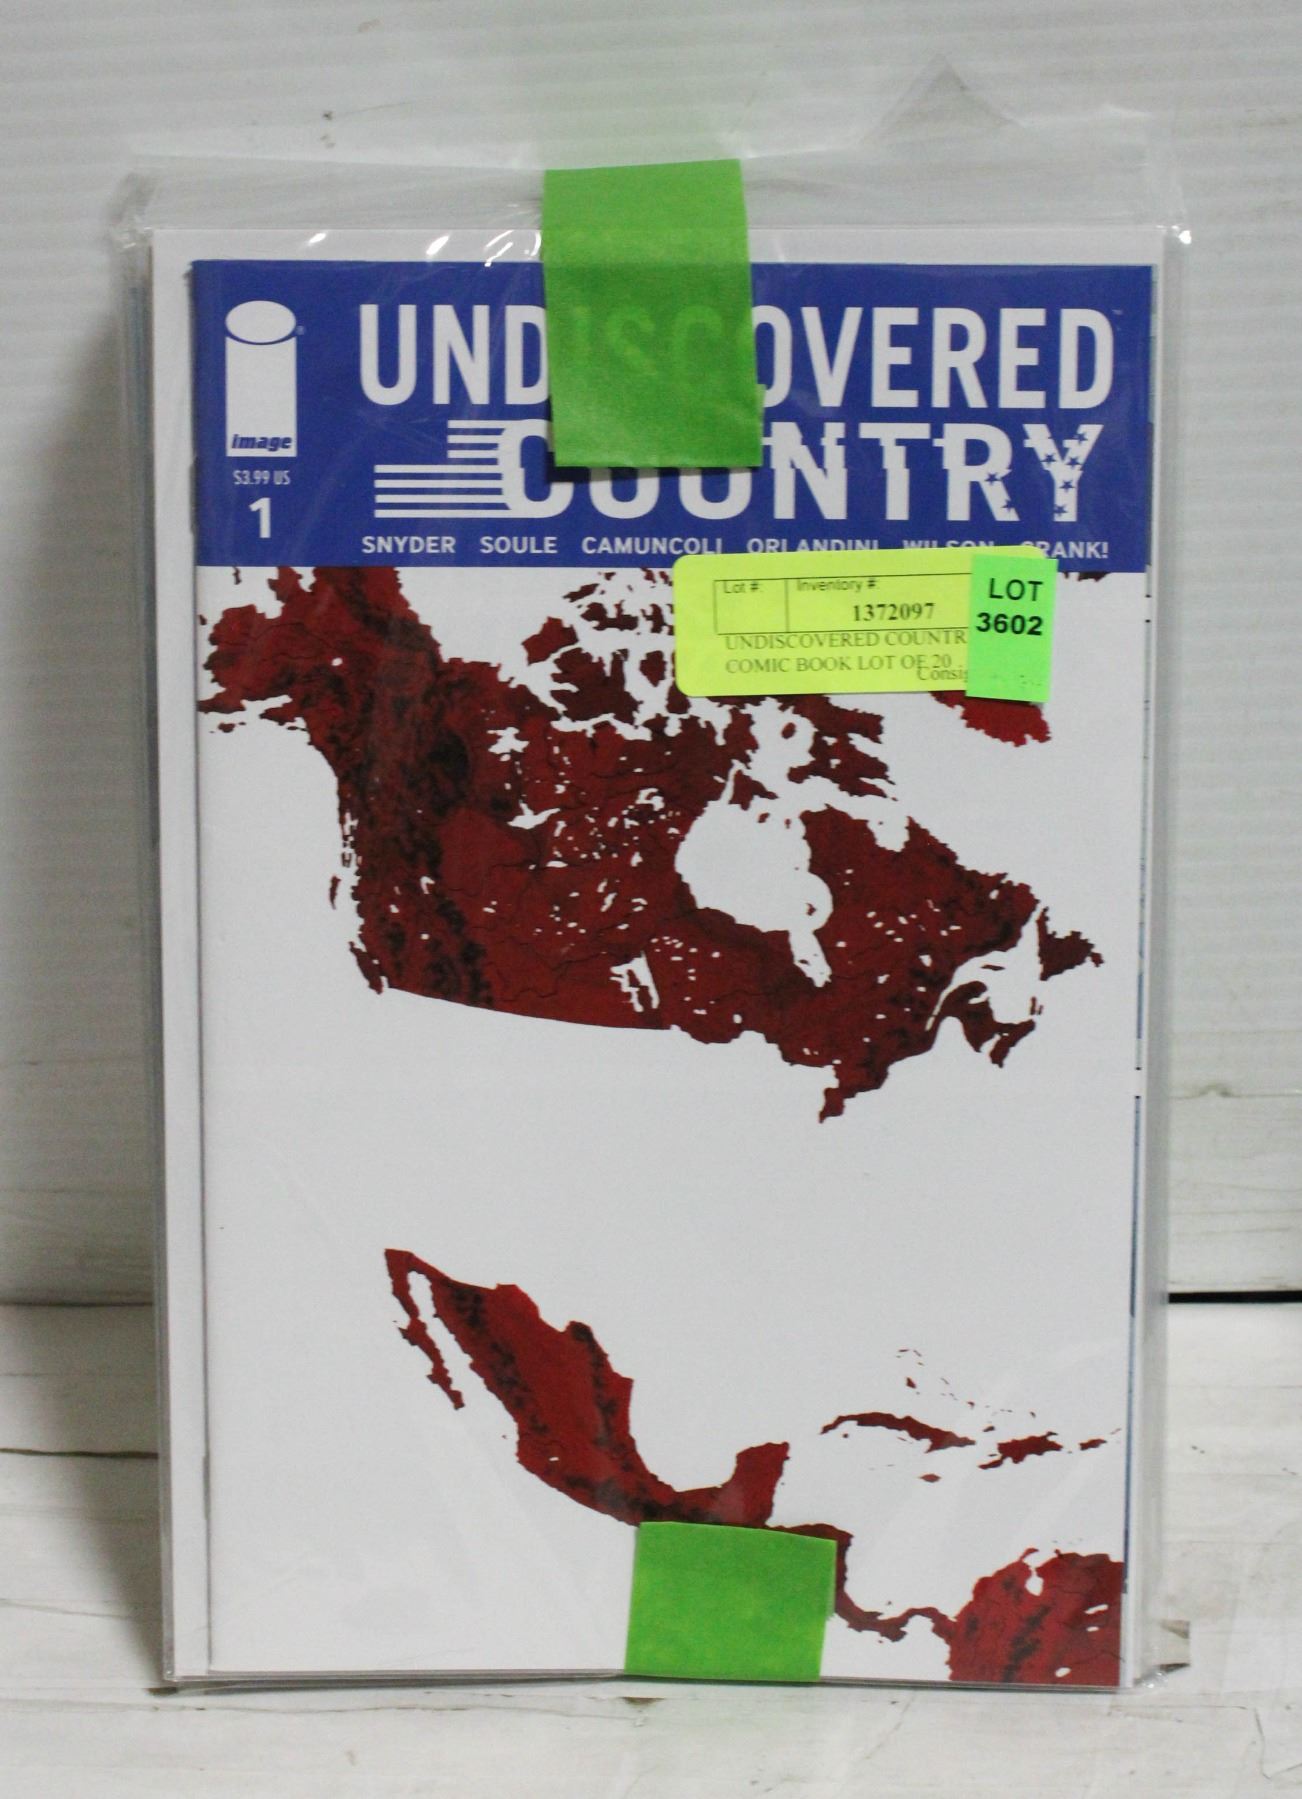 UNDISCOVERED
COUNTRY
image
$3.99 US
1
SNYDER SOULE CAMUNCOLI ORLANDINI WILSON CRANK!
Lot #: Inventory #:
1372097
UNDISCOVERED COUNTR
COMIC BOOK LOT OF 20
LOT
3602